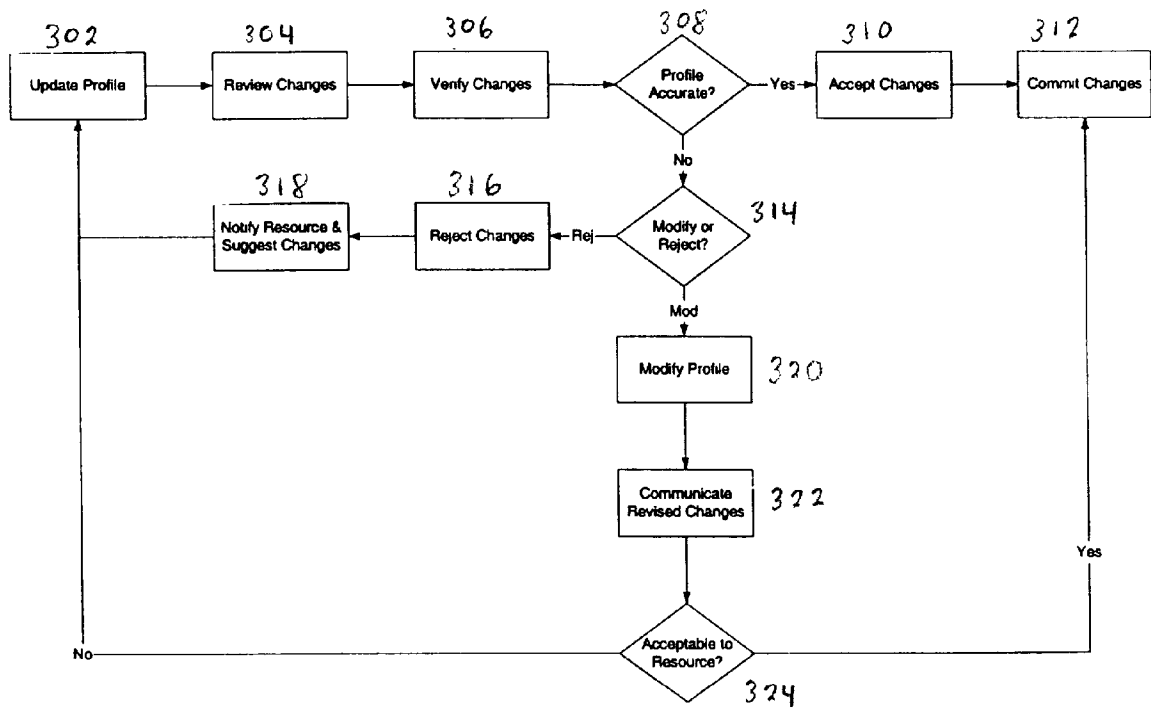 302
304
306
308
310
312
Update Profile
Review Changes
Verify Changes
Profile
Accurate?
Yes
Accept Changes
Commit Changes
No
318
316
314
Notify Resource &
Suggest Changes
Reject Changes
Rej
Modify or
Reject?
Mod
Modify Profile
320
Communicate
Revised Changes
322
Yes
No
Acceptable to
Resource?
324